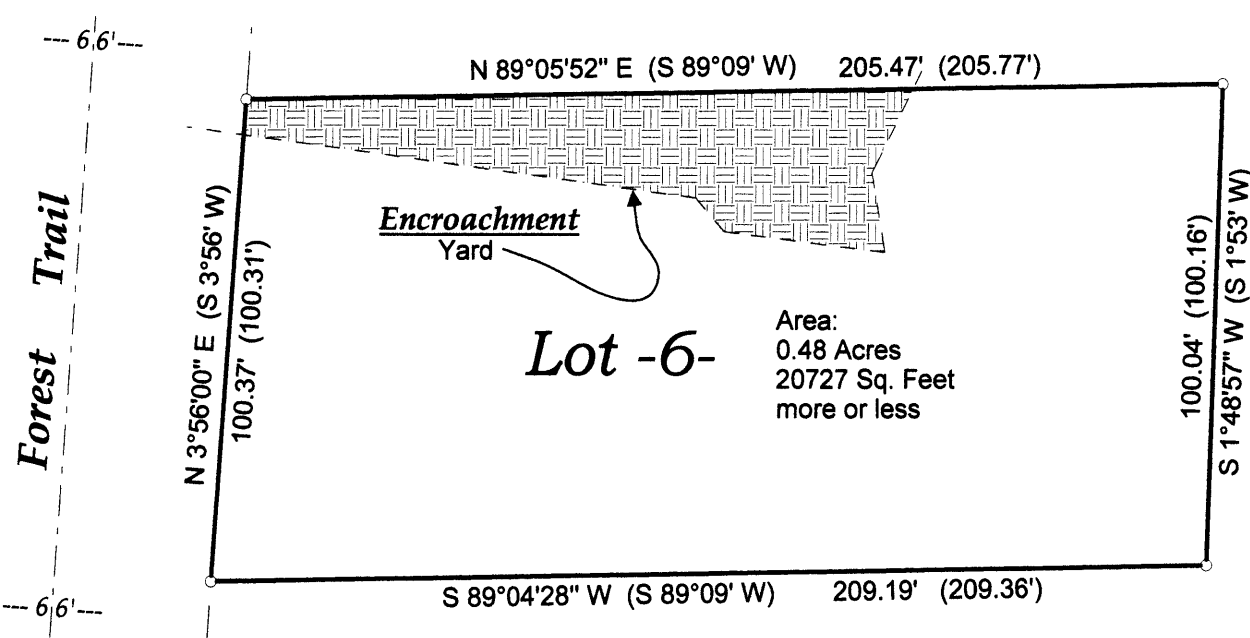 --- 66'---
N 89°05'52" E (S 89°09' W) 205.47' (205.77')
Forest Trail
N 3°56'00" E (S 3°56' W)
100.37' (100.31')
Encroachment
Yard
Lot -6-
Area:
0.48 Acres
20727 Sq. Feet
more or less
100.04' (100.16')
S 1°48'57" W (S 1°53' W)
S 89°04'28" W (S 89°09' W) 209.19' (209.36')
--- 66'---